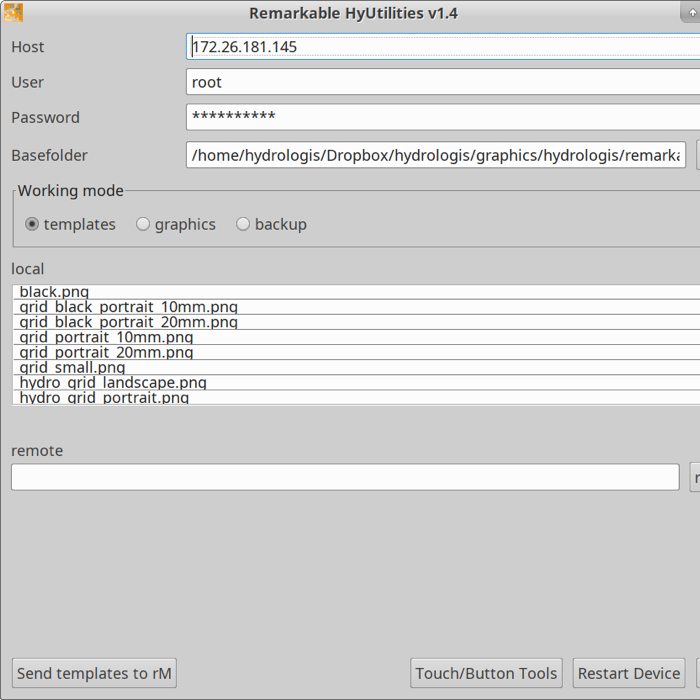 Remarkable HyUtilities v1.4
Host 172.26.181.145
User root
Password **********
Basefolder /home/hydrologis/Dropbox/hydrologis/graphics/hydrologis/remarka
Working mode
templates graphics backup
local
black.png
grid_black_portrait_10mm.png
grid_black_portrait_20mm.png
grid_portrait_10mm.png
grid_portrait_20mm.png
grid_small.png
hydro_grid_landscape.png
hydro_grid_portrait.png
remote
Send templates to rM Touch/Button Tools Restart Device